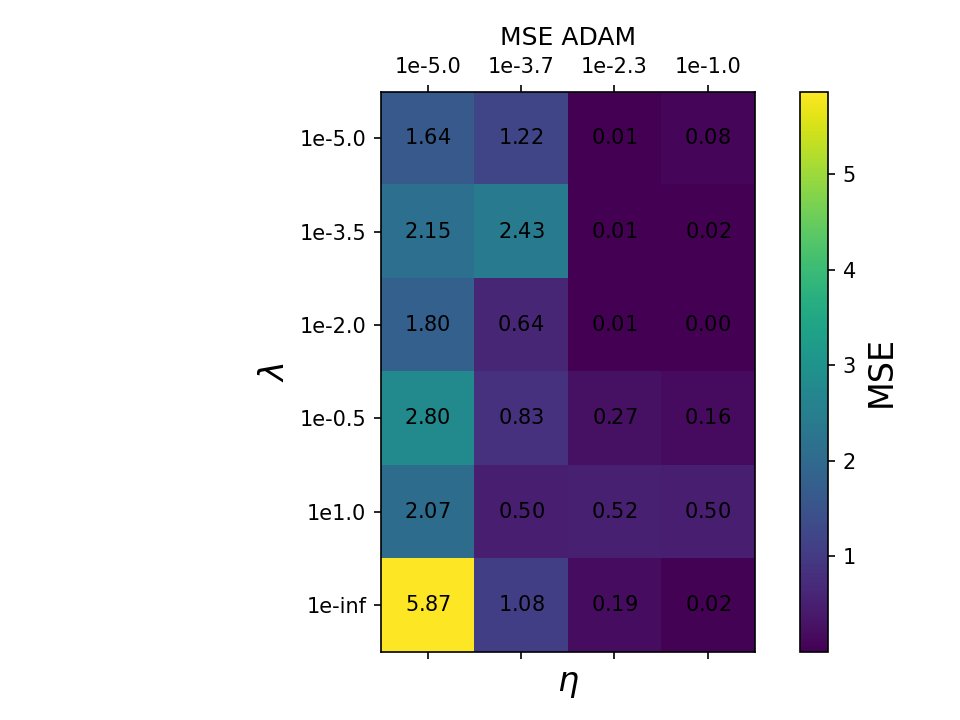 MSE ADAM
1e-5.0 1e-3.7 1e-2.3 1e-1.0
1e-5.0 1.64 1.22 0.01 0.08
1e-3.5 2.15 2.43 0.01 0.02
1e-2.0 1.80 0.64 0.01 0.00
1e-0.5 2.80 0.83 0.27 0.16
1e1.0 2.07 0.50 0.52 0.50
1e-inf 5.87 1.08 0.19 0.02
λ
η
5
4
3
2
1
MSE